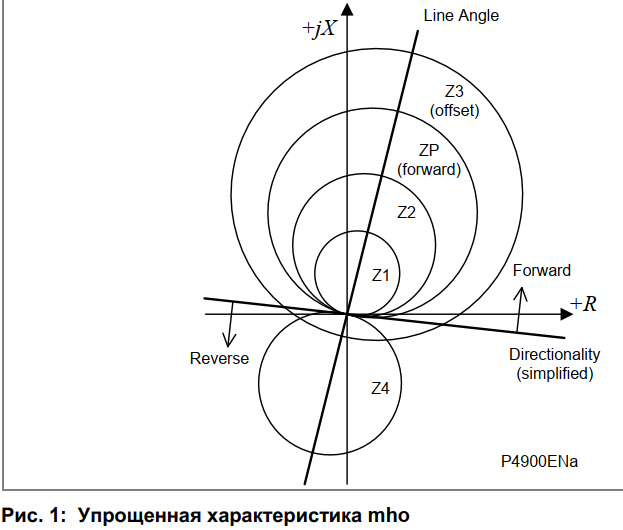 Line Angle
+jX
Z3
(offset)
ZP
(forward)
Z2
Z1
Forward
+R
Reverse
Directionality
(simplified)
Z4
P4900ENa
Рис. 1: Упрощенная характеристика mho